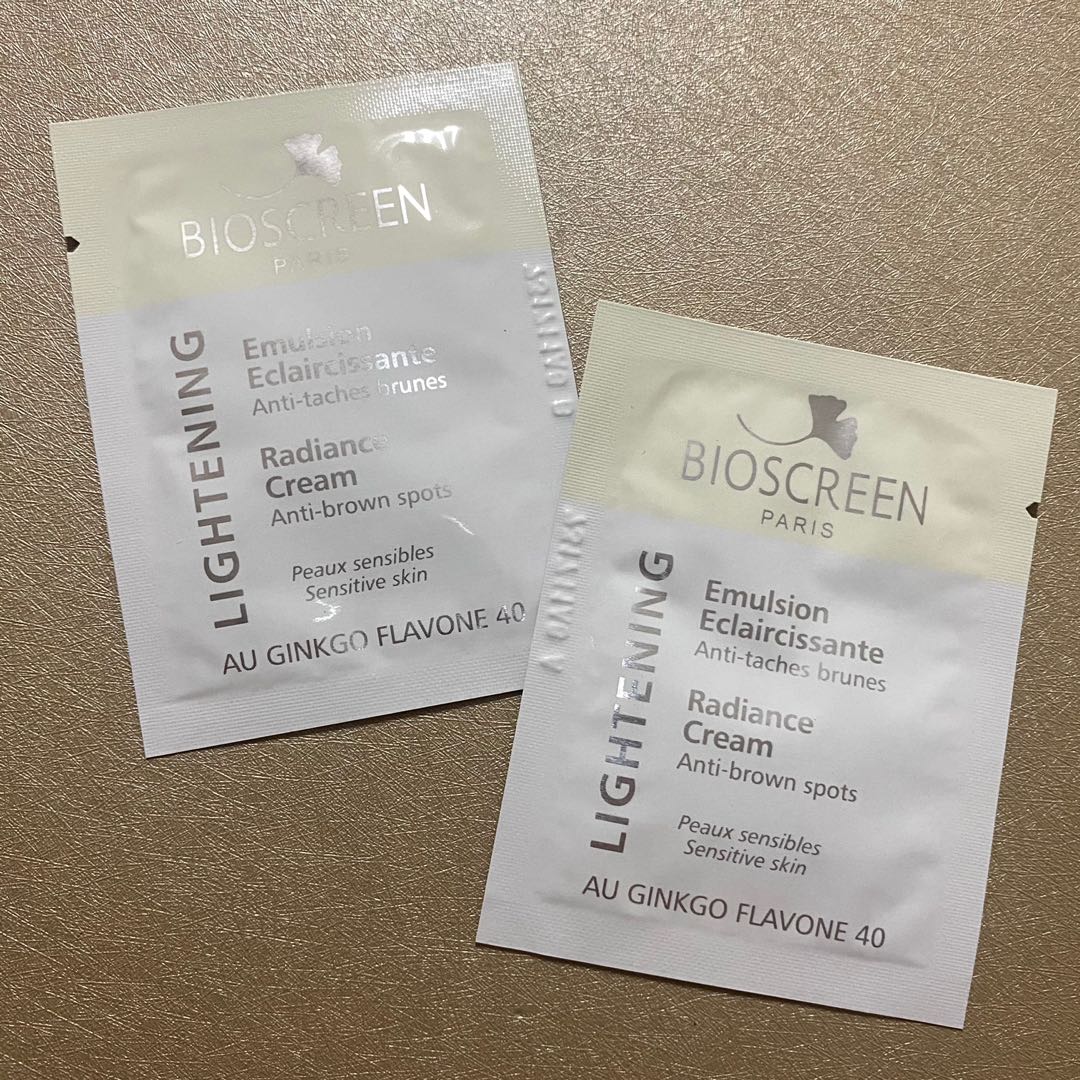 BIOSCREEN
PARIS
LIGHTENING
Emulsion
Eclaircissante
Anti-taches brunes
Radiance
Cream
Anti-brown spots
Peaux sensibles
Sensitive skin
AU GINKGO FLAVONE 40
BIOSCREEN
PARIS
LIGHTENING
Emulsion
Eclaircissante
Anti-taches brunes
Radiance
Cream
Anti-brown spots
Peaux sensibles
Sensitive skin
AU GINKGO FLAVONE 40